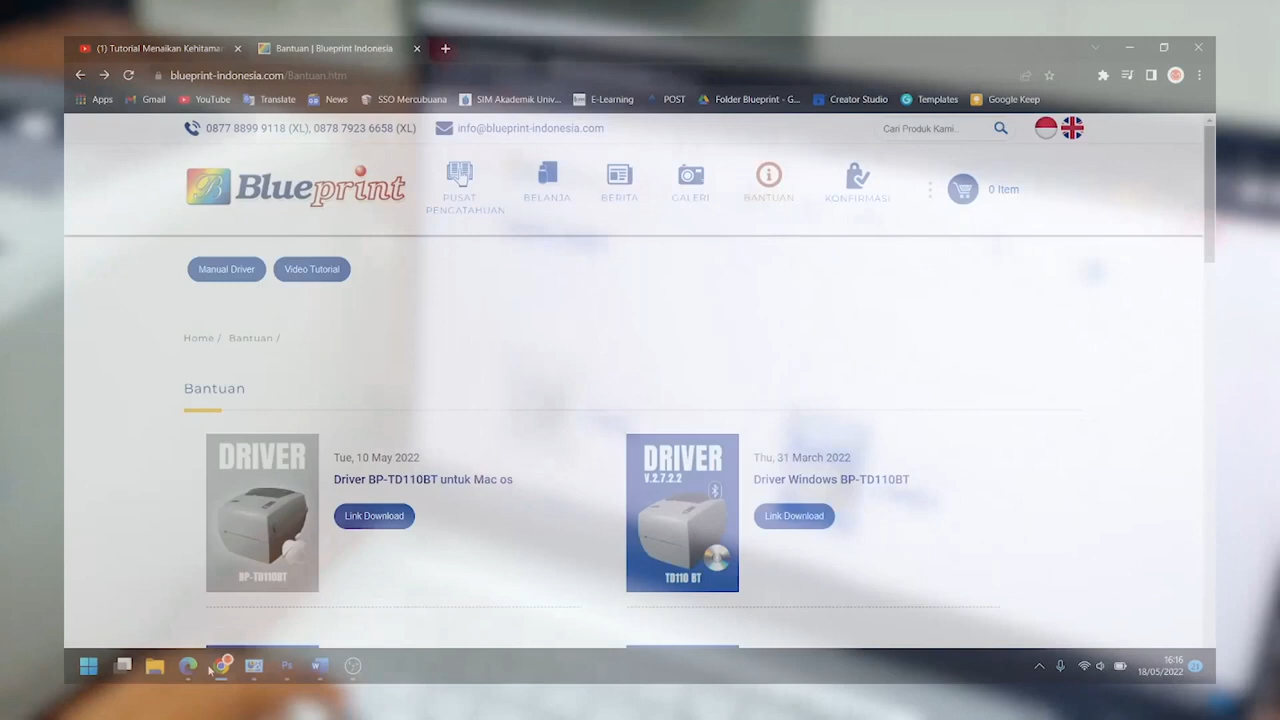 (1) Tutorial Menaikan Kehitama
Bantuan | Blueprint Indonesia
blueprint-indonesia.com/Bantuan.htm
Apps
Gmail
YouTube
Translate
News
SSO Mercubuana
SIM Akademik Univ...
E-Learning
POST
Folder Blueprint - G...
Creator Studio
Templates
Google Keep
0877 8899 9118 (XL), 0878 7923 6658 (XL)
info@blueprint-indonesia.com
Cari Produk Kami..
B Blueprint
PUSAT
PENGATAHUAN
BELANJA
BERITA
GALERI
BANTUAN
KONFIRMASI
0 Item
Manual Driver
Video Tutorial
Home / Bantuan /
Bantuan
DRIVER
BP-TD110BT
Tue, 10 May 2022
Driver BP-TD110BT untuk Mac os
Link Download
DRIVER
V.2.7.2.2
TD110 BT
Thu, 31 March 2022
Driver Windows BP-TD110BT
Link Download
Ps
W
16:16
18/05/2022